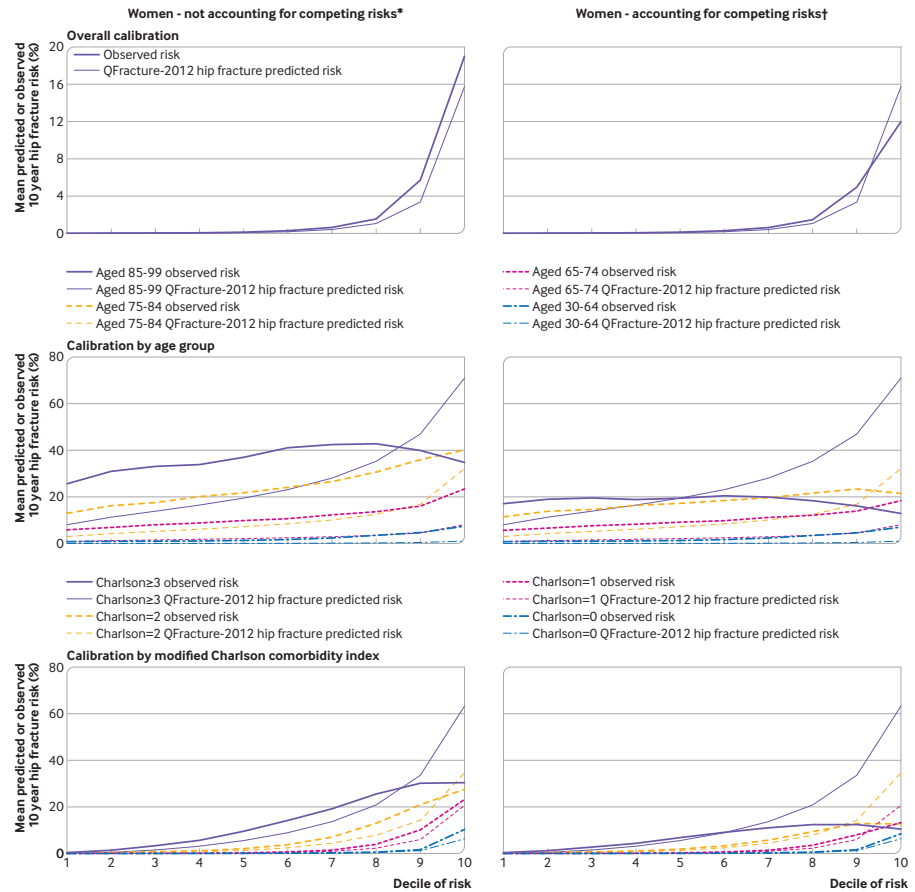 Women - not accounting for competing risks*
Women - accounting for competing risks†
Overall calibration
Mean predicted or observed
10 year hip fracture risk (%)
20
16
12
8
4
0
Observed risk
QFracture-2012 hip fracture predicted risk
Aged 85-99 observed risk
Aged 85-99 QFracture-2012 hip fracture predicted risk
Aged 75-84 observed risk
Aged 75-84 QFracture-2012 hip fracture predicted risk
Aged 65-74 observed risk
Aged 65-74 QFracture-2012 hip fracture predicted risk
Aged 30-64 observed risk
Aged 30-64 QFracture-2012 hip fracture predicted risk
Calibration by age group
Mean predicted or observed
10 year hip fracture risk (%)
80
60
40
20
0
Charlson≥3 observed risk
Charlson≥3 QFracture-2012 hip fracture predicted risk
Charlson=2 observed risk
Charlson=2 QFracture-2012 hip fracture predicted risk
Charlson=1 observed risk
Charlson=1 QFracture-2012 hip fracture predicted risk
Charlson=0 observed risk
Charlson=0 QFracture-2012 hip fracture predicted risk
Calibration by modified Charlson comorbidity index
Mean predicted or observed
10 year hip fracture risk (%)
80
60
40
20
0
1 2 3 4 5 6 7 8 9 10
Decile of risk
1 2 3 4 5 6 7 8 9 10
Decile of risk